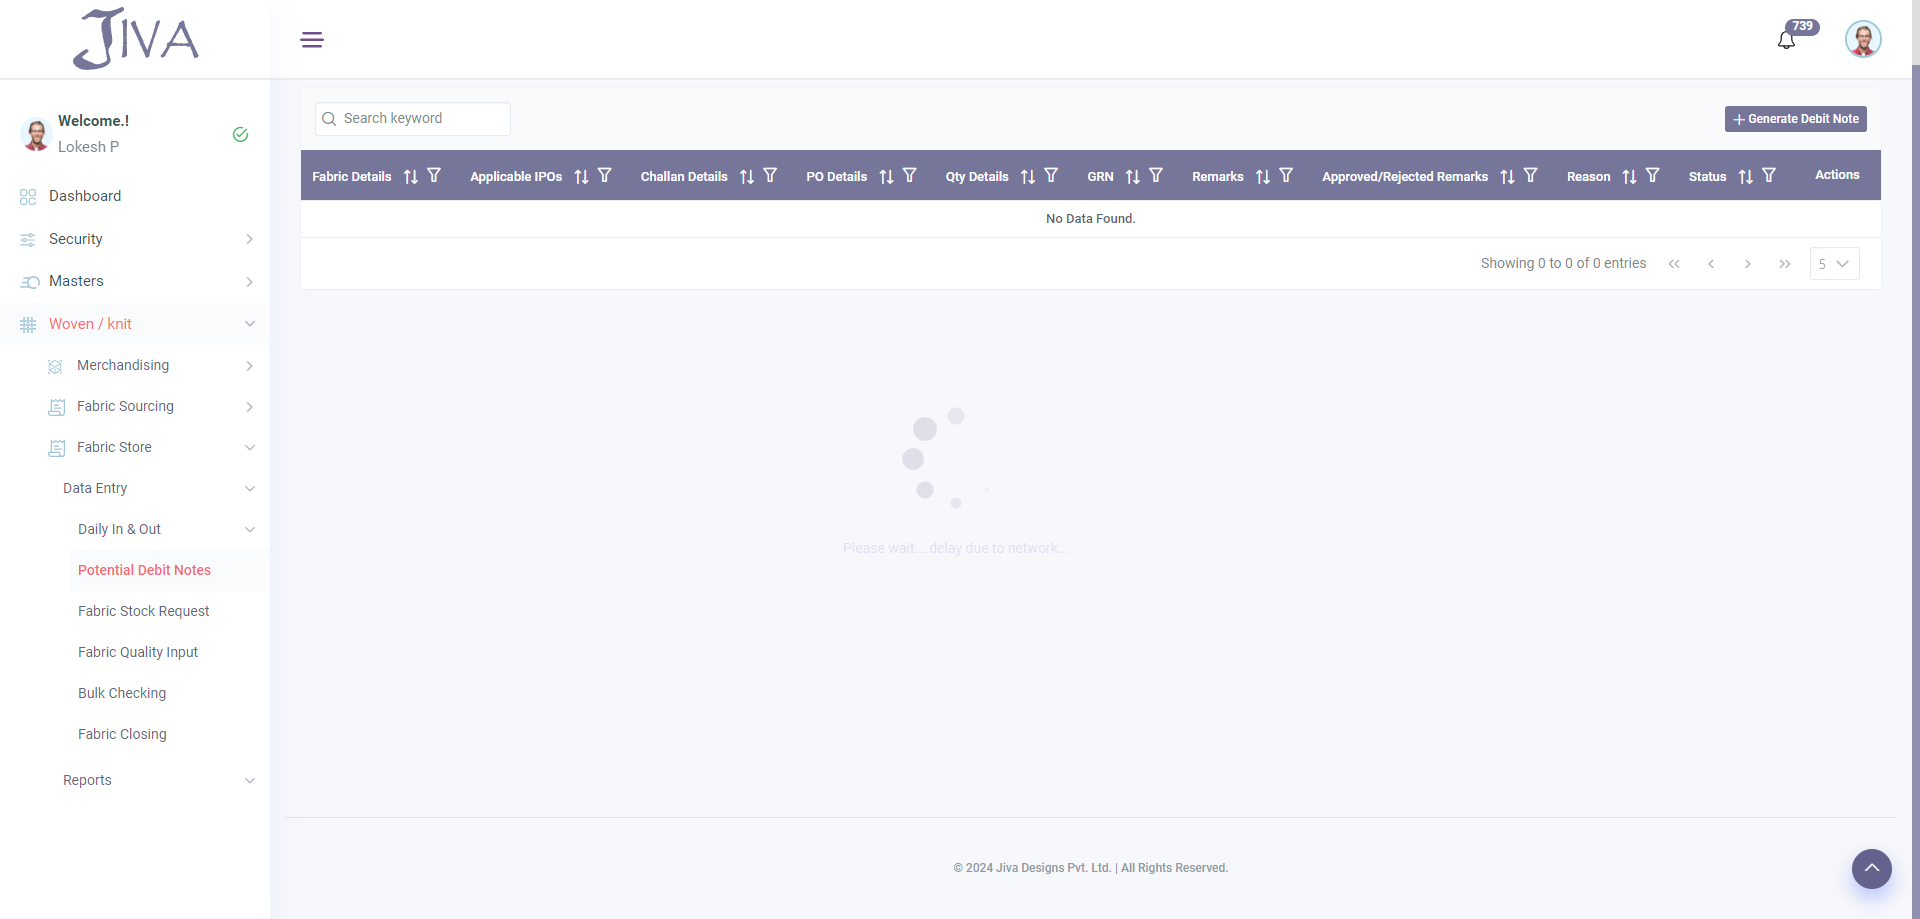 JIVA
739
Welcome.!
Lokesh P
Dashboard
Security
Masters
Woven / knit
Merchandising
Fabric Sourcing
Fabric Store
Data Entry
Daily In & Out
Potential Debit Notes
Fabric Stock Request
Fabric Quality Input
Bulk Checking
Fabric Closing
Reports
Search keyword
Generate Debit Note
Fabric Details Applicable IPOs Challan Details PO Details Qty Details GRN Remarks Approved/Rejected Remarks Reason Status Actions
No Data Found.
Showing 0 to 0 of 0 entries 5
Please wait....delay due to network...
© 2024 Jiva Designs Pvt. Ltd. | All Rights Reserved.